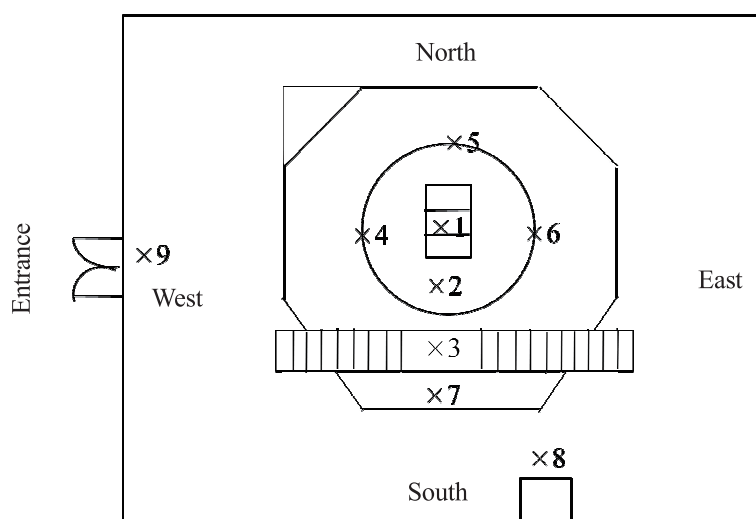 North
×5
×1
×4
×6
Entrance
×9
×2
East
West
×3
×7
×8
South